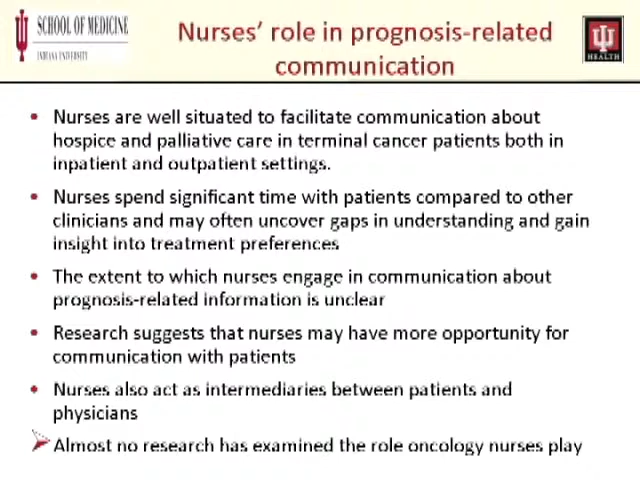 SCHOOL OF MEDICINE
INDIANA UNIVERSITY
Nurses' role in prognosis-related
communication
HEALTH
• Nurses are well situated to facilitate communication about
hospice and palliative care in terminal cancer patients both in
inpatient and outpatient settings.
• Nurses spend significant time with patients compared to other
clinicians and may often uncover gaps in understanding and gain
insight into treatment preferences
• The extent to which nurses engage in communication about
prognosis-related information is unclear
• Research suggests that nurses may have more opportunity for
communication with patients
• Nurses also act as intermediaries between patients and
physicians
➢ Almost no research has examined the role oncology nurses play